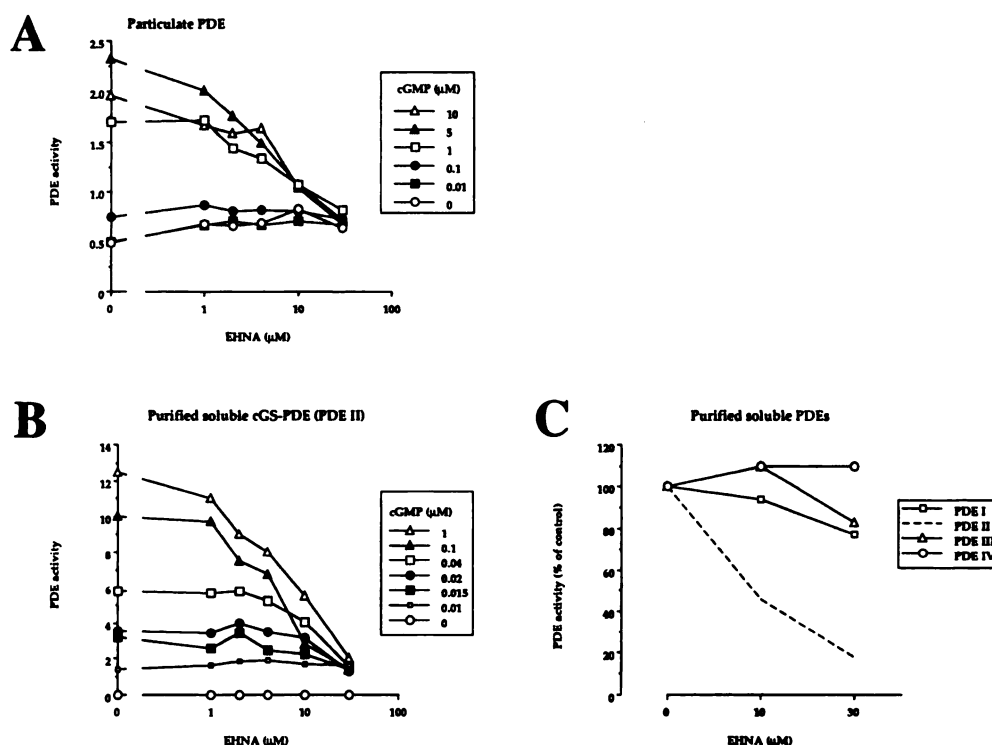 A
Particulate PDE
2.5
2.0
1.5
1.0
0.5
0
PDE activity
0
1
10
100
EHNA (μM)
cGMP (μM)
10
5
1
0.1
0.01
0
B
Purified soluble cGS-PDE (PDE II)
14
12
10
8
6
4
2
0
PDE activity
0
1
10
100
EHNA (μM)
cGMP (μM)
1
0.1
0.04
0.02
0.015
0.01
0
C
Purified soluble PDEs
120
100
80
60
40
20
0
PDE activity (% of control)
0
10
30
EHNA (μM)
PDE I
PDE II
PDE III
PDE IV